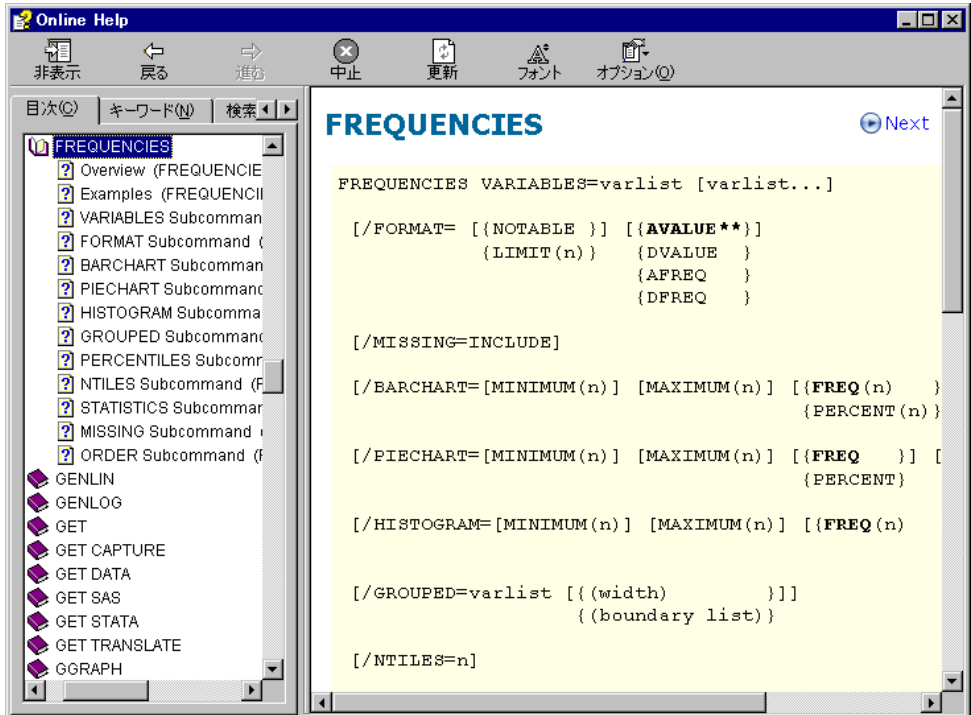 Online Help
非表示 戻る 進む 中止 更新 フォント オプション(O)
目次(C) キーワード(N) 検索
FREQUENCIES
Overview (FREQUENCIE
Examples (FREQUENCI
VARIABLES Subcomman
FORMAT Subcommand (
BARCHART Subcomman
PIECHART Subcommand
HISTOGRAM Subcomma
GROUPED Subcommand
PERCENTILES Subcomm
NTILES Subcommand (F
STATISTICS Subcomman
MISSING Subcommand (
ORDER Subcommand (F
GENLIN
GENLOG
GET
GET CAPTURE
GET DATA
GET SAS
GET STATA
GET TRANSLATE
GGRAPH
FREQUENCIES
Next
FREQUENCIES VARIABLES=varlist [varlist...]
[/FORMAT= [{NOTABLE }] [{AVALUE**}]
{LIMIT(n)} {DVALUE }
{AFREQ }
{DFREQ }
[/MISSING=INCLUDE]
[/BARCHART=[MINIMUM(n)] [MAXIMUM(n)] [{FREQ(n) }
{PERCENT(n)}
[/PIECHART=[MINIMUM(n)] [MAXIMUM(n)] [{FREQ }] [
{PERCENT}
[/HISTOGRAM=[MINIMUM(n)] [MAXIMUM(n)] [{FREQ(n)
[/GROUPED=varlist [{(width) }]]
{(boundary list)}
[/NTILES=n]